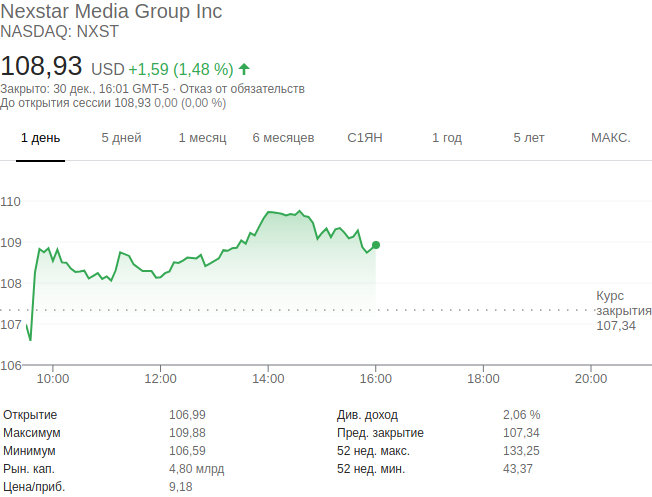 Nexstar Media Group Inc
NASDAQ: NXST
108,93 USD +1,59 (1,48 %)
Закрыто: 30 дек., 16:01 GMT-5 · Отказ от обязательств
До открытия сессии 108,93 0,00 (0,00 %)
1 день 5 дней 1 месяц 6 месяцев С1ЯН 1 год 5 лет МАКС.
110
109
108
Курс закрытия 107,34
107
106
10:00 12:00 14:00 16:00 18:00 20:00
Открытие 106,99 Див. доход 2,06 %
Максимум 109,88 Пред. закрытие 107,34
Минимум 106,59 52 нед. макс. 133,25
Рын. кап. 4,80 млрд 52 нед. мин. 43,37
Цена/приб. 9,18